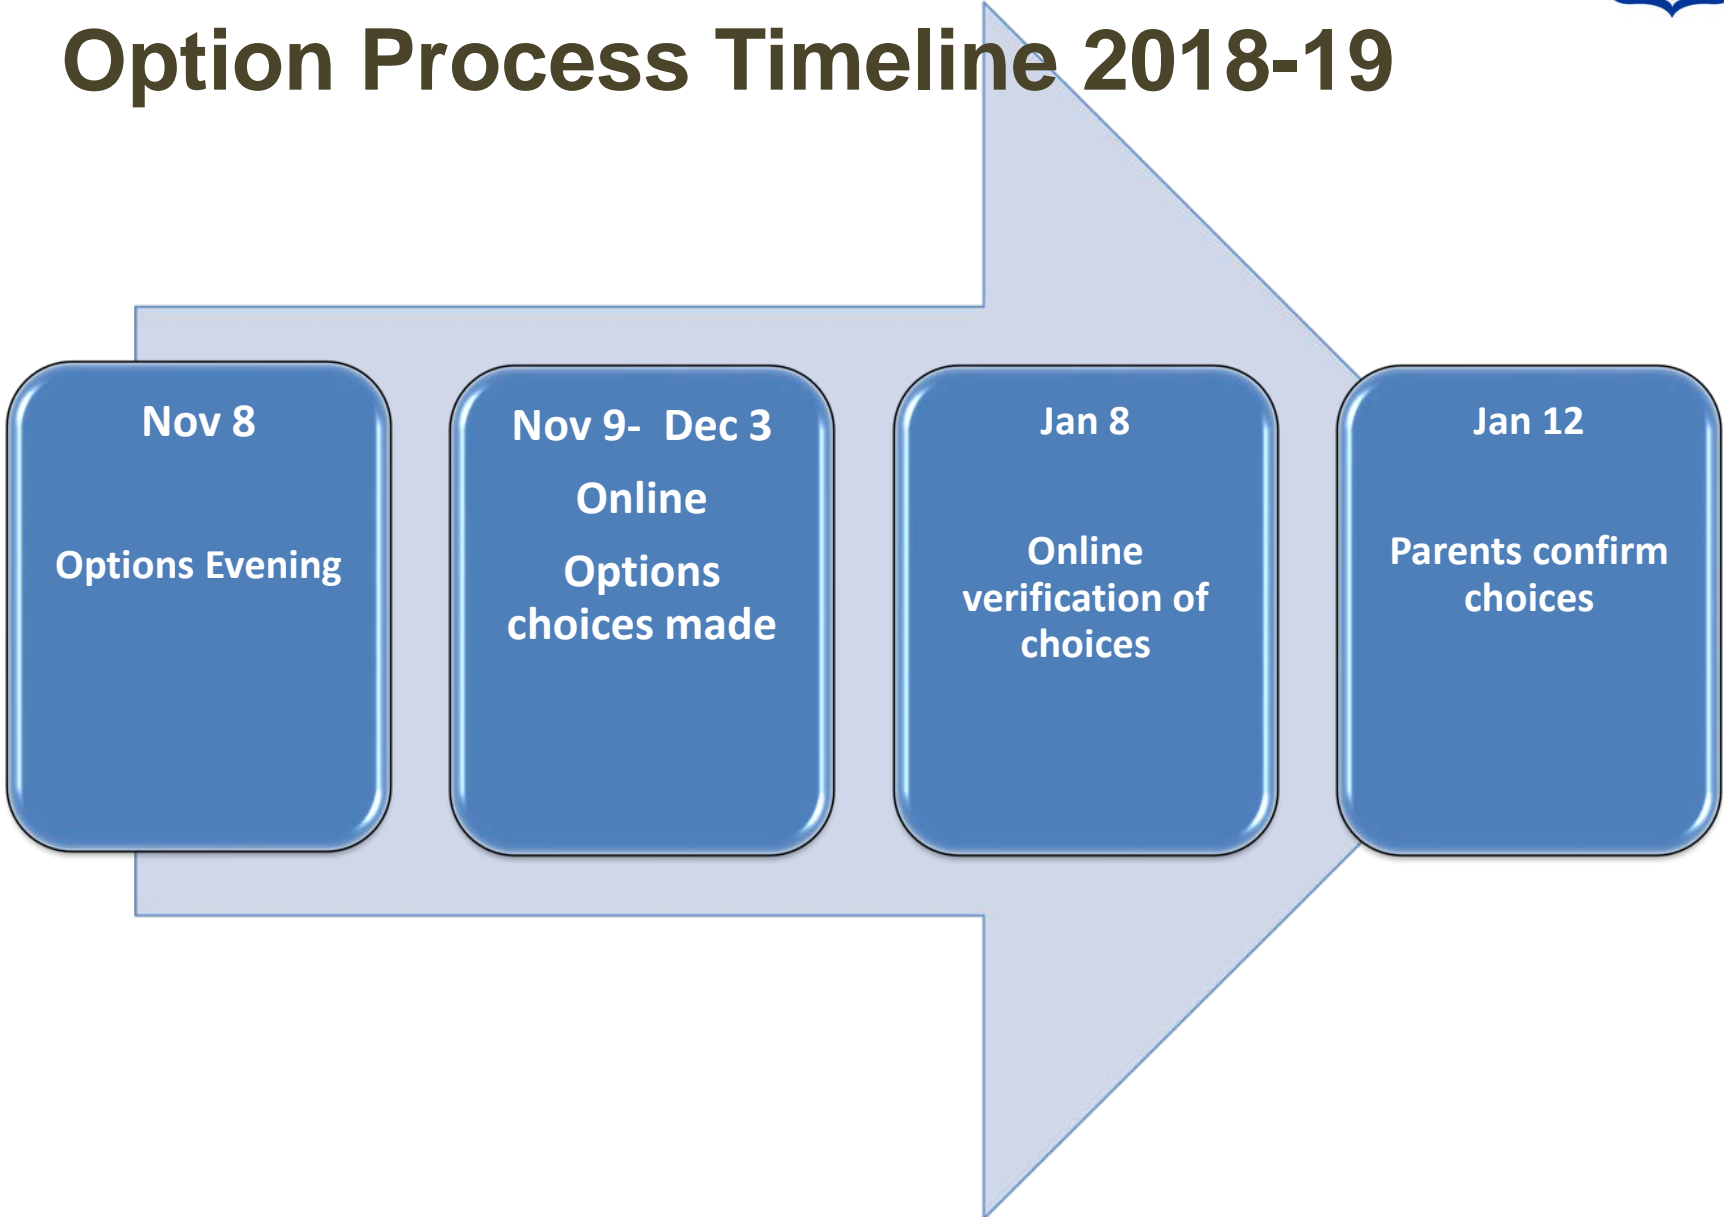 Option Process Timeline 2018-19
Nov 8
Options Evening
Nov 9-  Dec 3
Online
Options
choices made
Jan 8
Online
verification of
choices
Jan 12
Parents confirm
choices